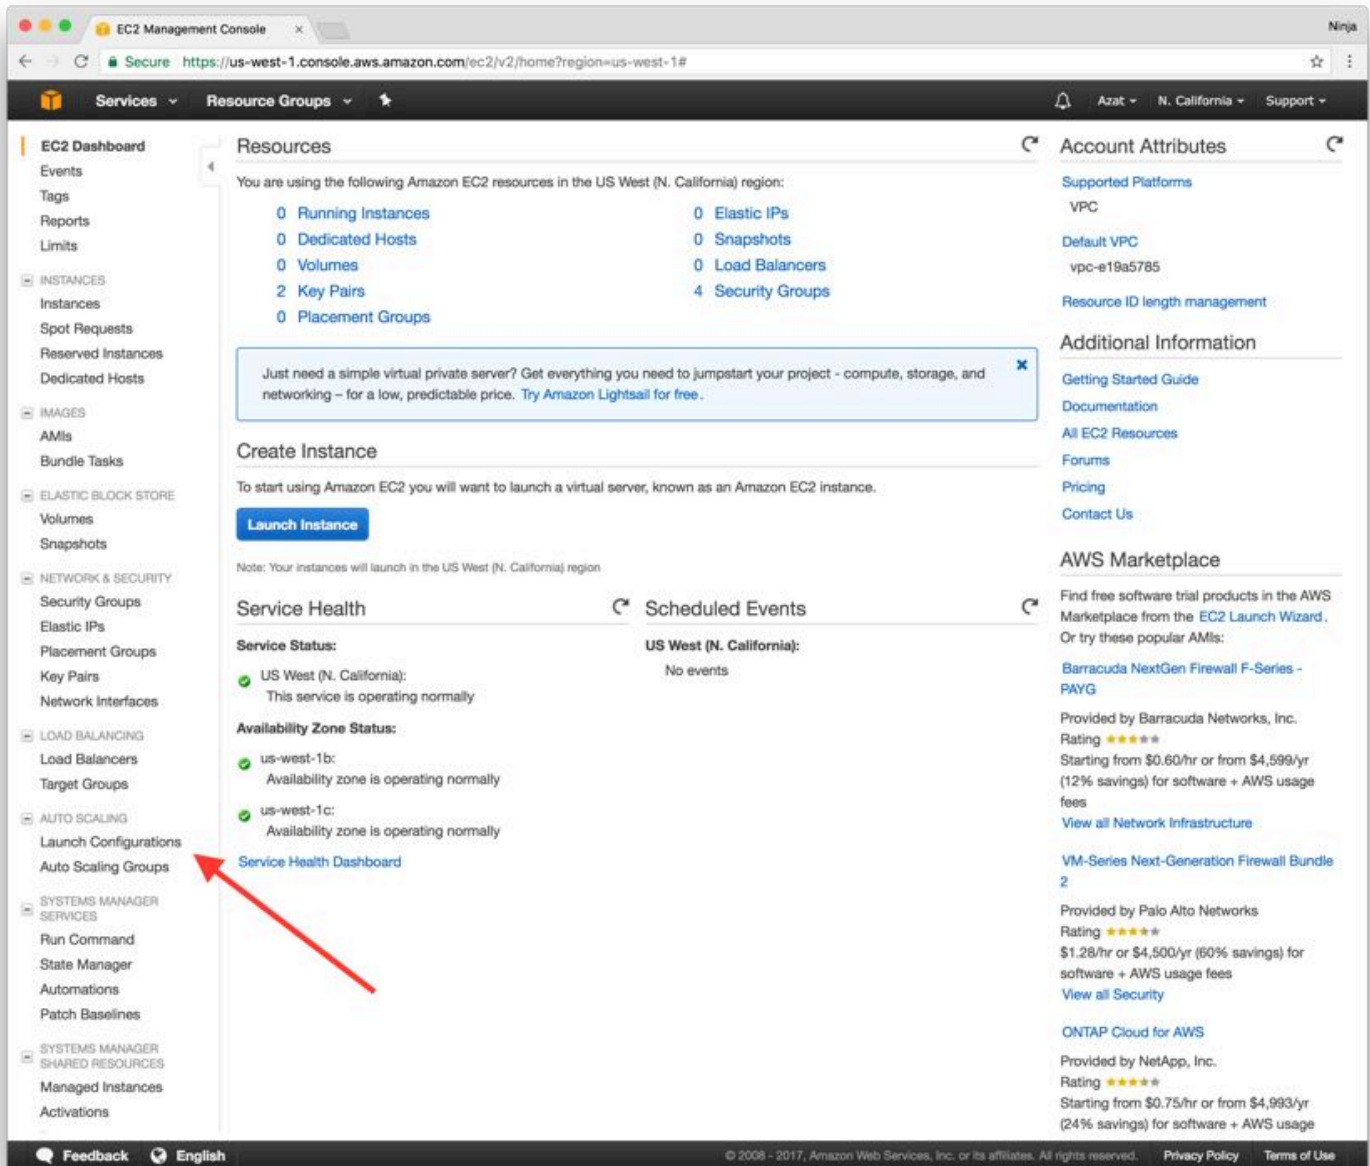 EC2 Management Console
Ninja
Secure https://us-west-1.console.aws.amazon.com/ec2/v2/home?region=us-west-1#
Services Resource Groups Azat N. California Support
EC2 Dashboard
Events
Tags
Reports
Limits
INSTANCES
Instances
Spot Requests
Reserved Instances
Dedicated Hosts
IMAGES
AMIs
Bundle Tasks
ELASTIC BLOCK STORE
Volumes
Snapshots
NETWORK & SECURITY
Security Groups
Elastic IPs
Placement Groups
Key Pairs
Network Interfaces
LOAD BALANCING
Load Balancers
Target Groups
AUTO SCALING
Launch Configurations
Auto Scaling Groups
SYSTEMS MANAGER
SERVICES
Run Command
State Manager
Automations
Patch Baselines
SYSTEMS MANAGER
SHARED RESOURCES
Managed Instances
Activations
Resources
You are using the following Amazon EC2 resources in the US West (N. California) region:
0 Running Instances
0 Dedicated Hosts
0 Volumes
2 Key Pairs
0 Placement Groups
0 Elastic IPs
0 Snapshots
0 Load Balancers
4 Security Groups
Just need a simple virtual private server? Get everything you need to jumpstart your project - compute, storage, and
networking – for a low, predictable price. Try Amazon Lightsail for free.
Create Instance
To start using Amazon EC2 you will want to launch a virtual server, known as an Amazon EC2 instance.
Launch Instance
Note: Your instances will launch in the US West (N. California) region
Service Health
Service Status:
US West (N. California):
This service is operating normally
Availability Zone Status:
us-west-1b:
Availability zone is operating normally
us-west-1c:
Availability zone is operating normally
Service Health Dashboard
Scheduled Events
US West (N. California):
No events
Account Attributes
Supported Platforms
VPC
Default VPC
vpc-e19a5785
Resource ID length management
Additional Information
Getting Started Guide
Documentation
All EC2 Resources
Forums
Pricing
Contact Us
AWS Marketplace
Find free software trial products in the AWS
Marketplace from the EC2 Launch Wizard.
Or try these popular AMIs:
Barracuda NextGen Firewall F-Series -
PAYG
Provided by Barracuda Networks, Inc.
Rating
Starting from $0.60/hr or from $4,599/yr
(12% savings) for software + AWS usage
fees
View all Network Infrastructure
VM-Series Next-Generation Firewall Bundle
2
Provided by Palo Alto Networks
Rating
$1.28/hr or $4,500/yr (60% savings) for
software + AWS usage fees
View all Security
ONTAP Cloud for AWS
Provided by NetApp, Inc.
Rating
Starting from $0.75/hr or from $4,993/yr
(24% savings) for software + AWS usage
Feedback English
© 2008 - 2017, Amazon Web Services, Inc. or its affiliates. All rights reserved. Privacy Policy Terms of Use